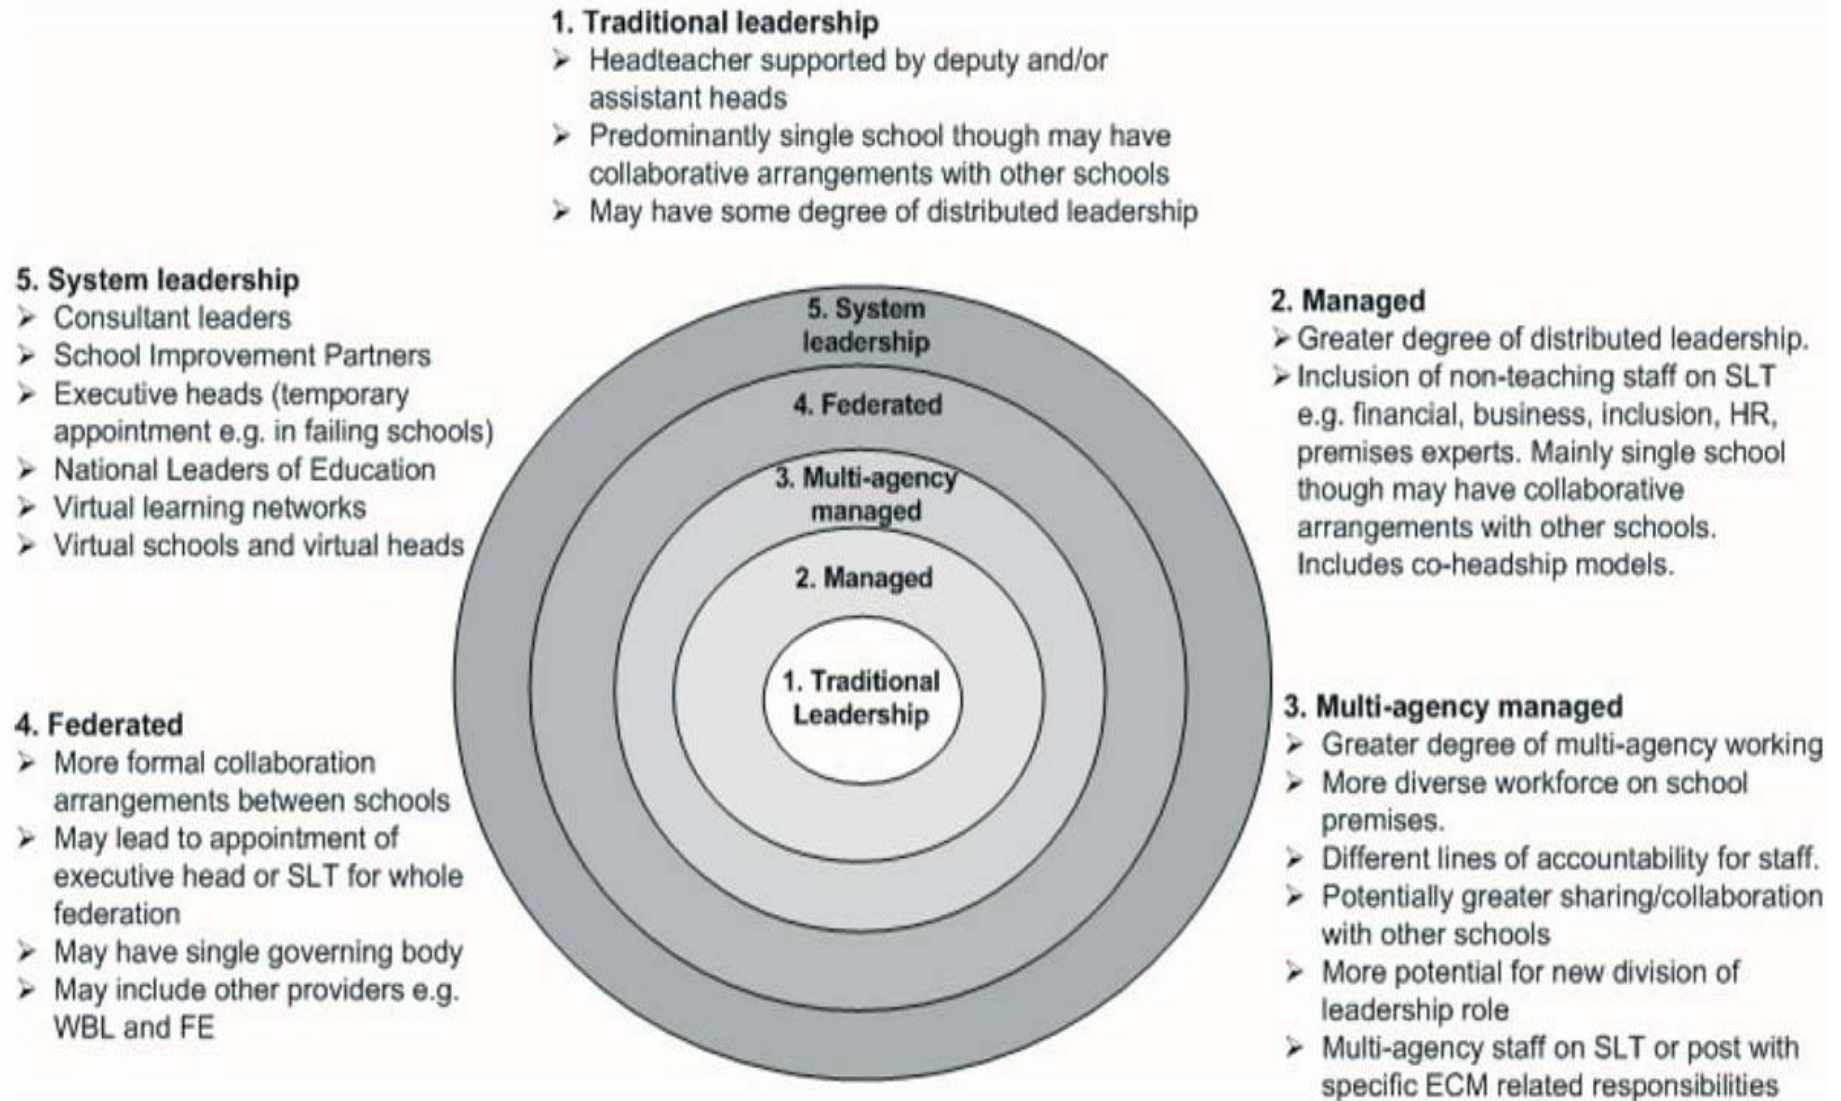 1. Traditional leadership
➢ Headteacher supported by deputy and/or
assistant heads
➢ Predominantly single school though may have
collaborative arrangements with other schools
➢ May have some degree of distributed leadership
5. System leadership
➢ Consultant leaders
➢ School Improvement Partners
➢ Executive heads (temporary
appointment e.g. in failing schools)
➢ National Leaders of Education
➢ Virtual learning networks
➢ Virtual schools and virtual heads
5. System
leadership
4. Federated
3. Multi-agency
managed
2. Managed
1. Traditional
Leadership
2. Managed
➢ Greater degree of distributed leadership.
➢ Inclusion of non-teaching staff on SLT
e.g. financial, business, inclusion, HR,
premises experts. Mainly single school
though may have collaborative
arrangements with other schools.
Includes co-headship models.
4. Federated
➢ More formal collaboration
arrangements between schools
➢ May lead to appointment of
executive head or SLT for whole
federation
➢ May have single governing body
➢ May include other providers e.g.
WBL and FE
3. Multi-agency managed
➢ Greater degree of multi-agency working
➢ More diverse workforce on school
premises.
➢ Different lines of accountability for staff.
➢ Potentially greater sharing/collaboration
with other schools
➢ More potential for new division of
leadership role
➢ Multi-agency staff on SLT or post with
specific ECM related responsibilities